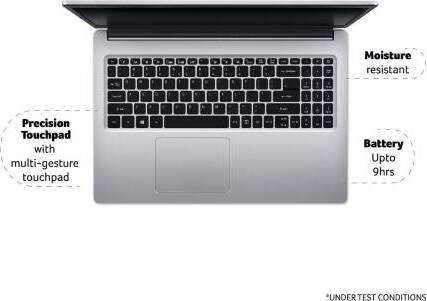 Moisture
resistant
Precision
Touchpad
with
multi-gesture
touchpad
Battery
Upto
9hrs
*UNDER TEST CONDITIONS